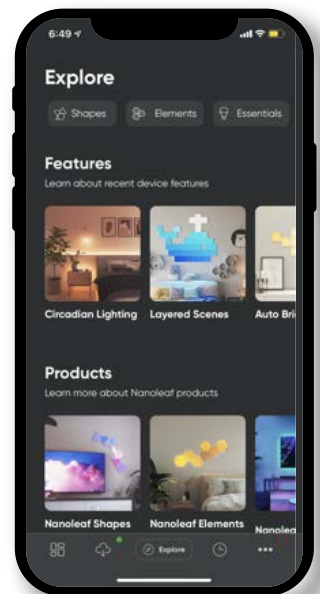 6:49
Explore
Shapes
Elements
Essentials
Features
Learn about recent device features
Circadian Lighting
Layered Scenes
Auto Bri
Products
Learn more about Nanoleaf products
Nanoleaf Shapes
Nanoleaf Elements
Nanolea
Explore